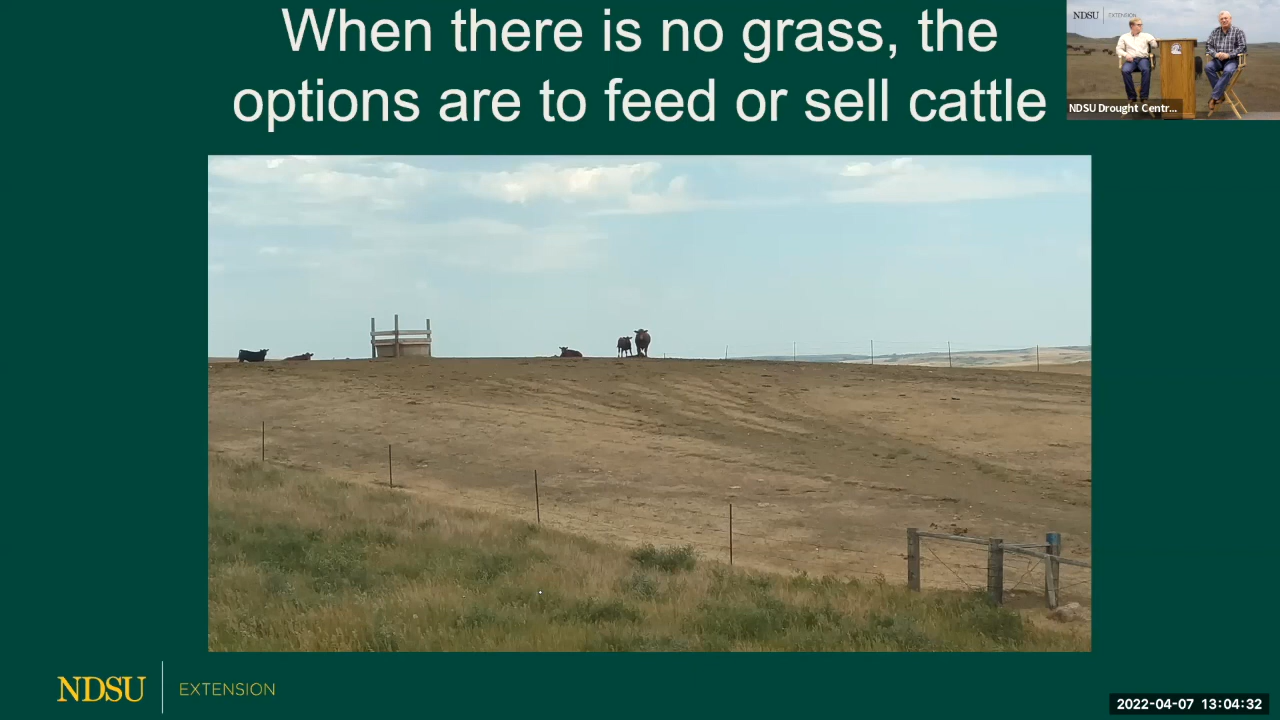 When there is no grass, the
options are to feed or sell cattle
NDSU EXTENSION
NDSU Drought Centr...
NDSU EXTENSION
2022-04-07 13:04:32